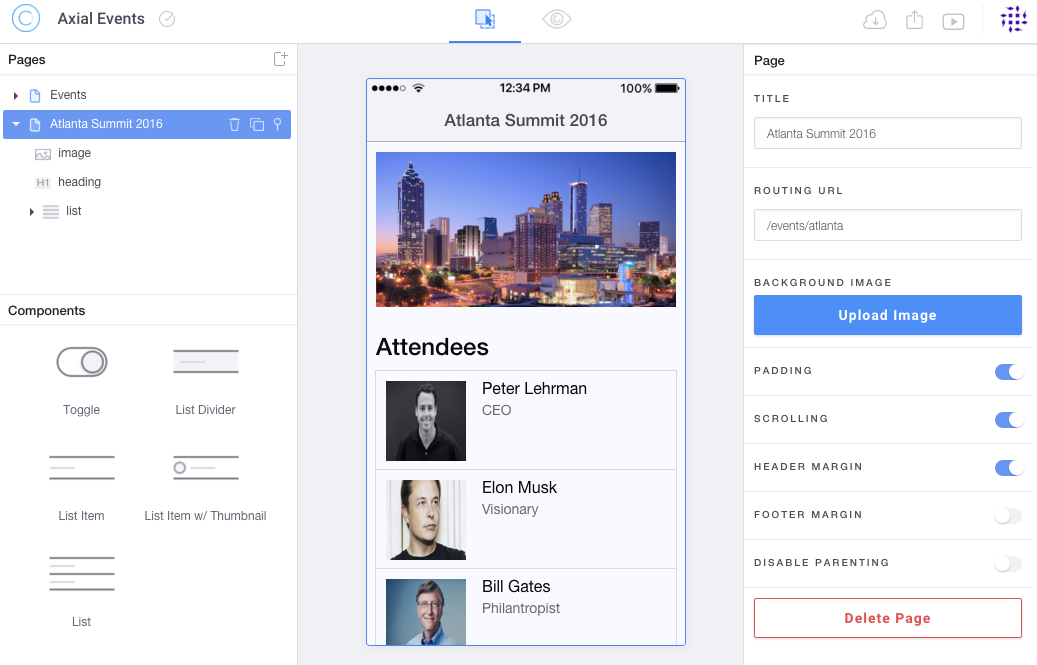 Axial Events
Pages
Events
Atlanta Summit 2016
image
H1 heading
list
Components
Toggle
List Divider
List Item
List Item w/ Thumbnail
List
12:34 PM
100%
Atlanta Summit 2016
Attendees
Peter Lehrman
CEO
Elon Musk
Visionary
Bill Gates
Philantropist
Page
TITLE
Atlanta Summit 2016
ROUTING URL
/events/atlanta
BACKGROUND IMAGE
Upload Image
PADDING
SCROLLING
HEADER MARGIN
FOOTER MARGIN
DISABLE PARENTING
Delete Page